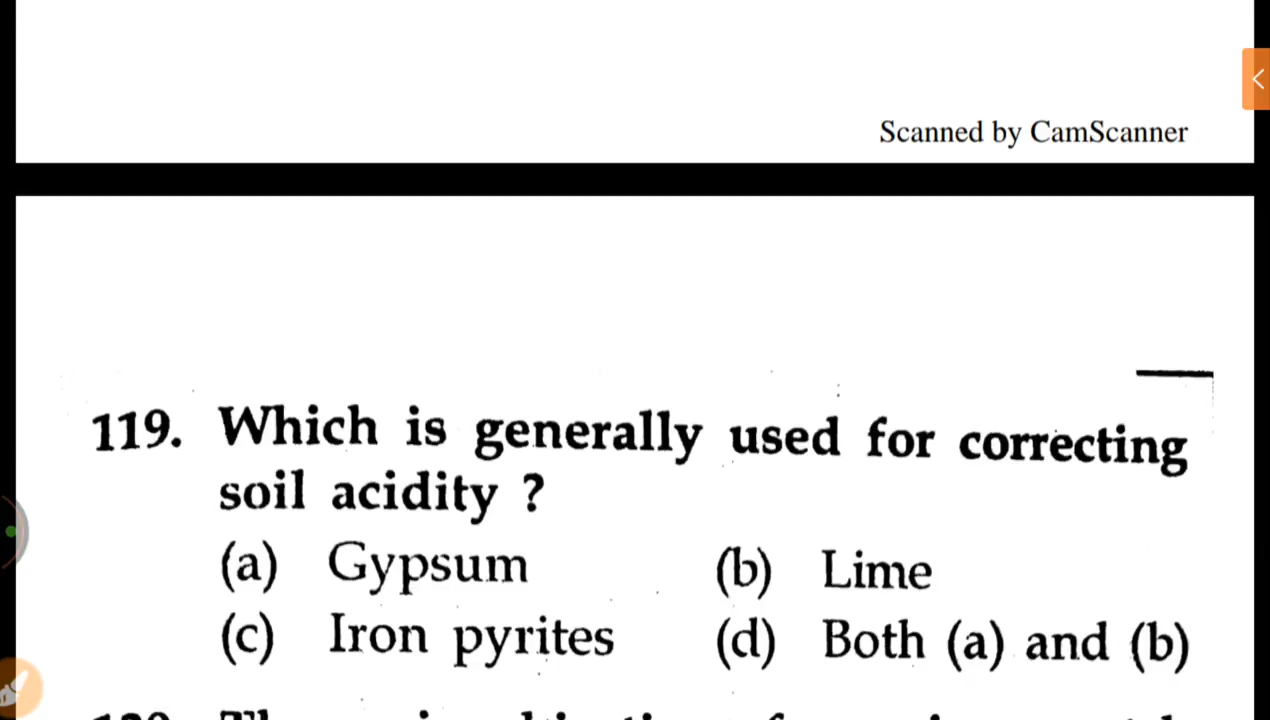 Scanned by CamScanner
119. Which is generally used for correcting
soil acidity ?
(a) Gypsum (b) Lime
(c) Iron pyrites (d) Both (a) and (b)